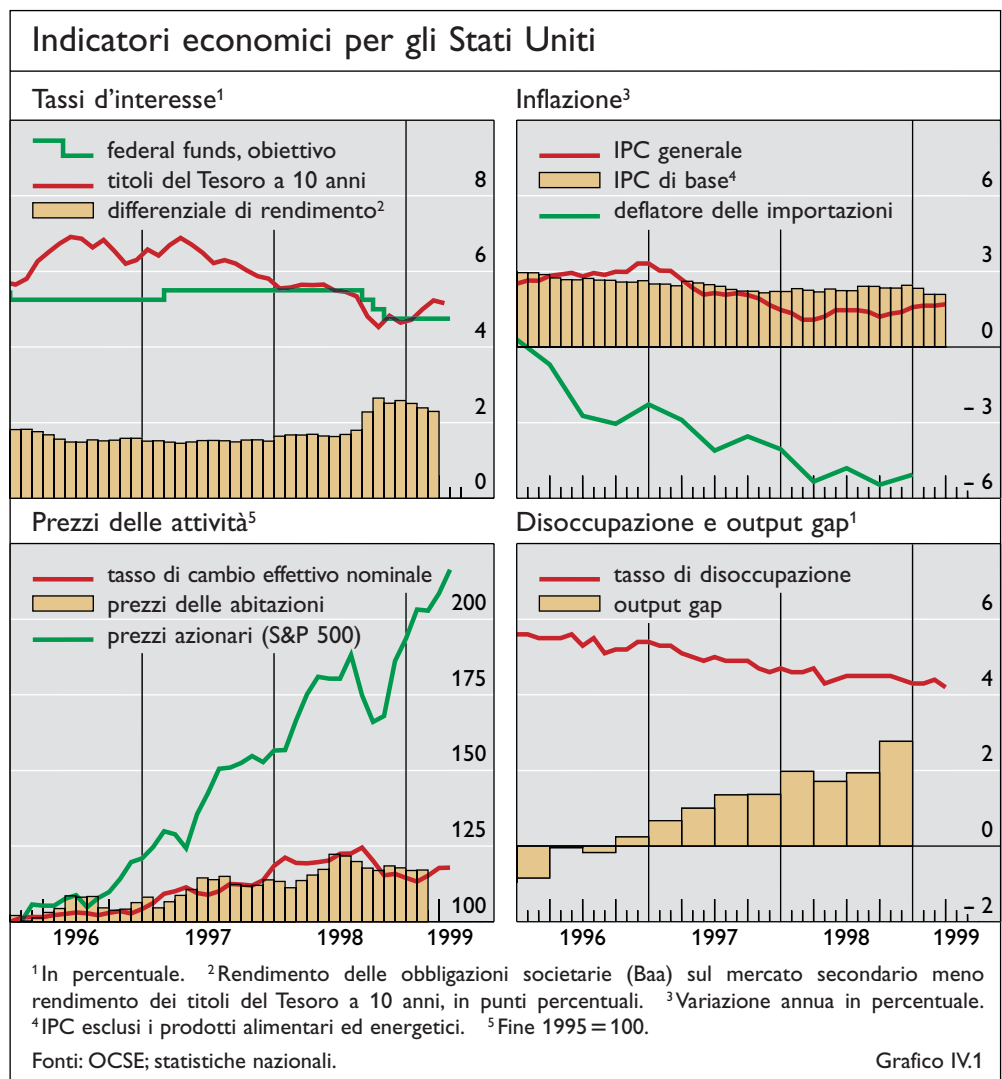 Indicatori economici per gli Stati Uniti
Tassi d'interesse¹
federal funds, obiettivo
titoli del Tesoro a 10 anni
differenziale di rendimento²
8
6
4
2
0
Inflazione³
IPC generale
IPC di base⁴
deflatore delle importazioni
6
3
0
– 3
– 6
Prezzi delle attività⁵
tasso di cambio effettivo nominale
prezzi delle abitazioni
prezzi azionari (S&P 500)
200
175
150
125
100
1996 1997 1998 1999
Disoccupazione e output gap¹
tasso di disoccupazione
output gap
6
4
2
0
– 2
1996 1997 1998 1999
¹ In percentuale. ² Rendimento delle obbligazioni societarie (Baa) sul mercato secondario meno
rendimento dei titoli del Tesoro a 10 anni, in punti percentuali. ³ Variazione annua in percentuale.
⁴ IPC esclusi i prodotti alimentari ed energetici. ⁵ Fine 1995 = 100.
Fonti: OCSE; statistiche nazionali. Grafico IV.1